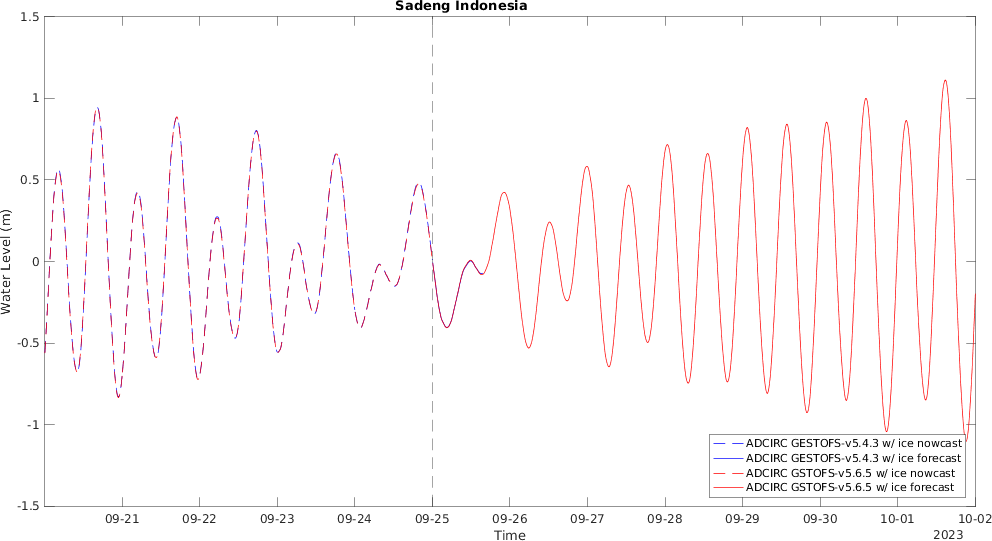 Sadeng Indonesia
1.5
1
0.5
0
-0.5
-1
-1.5
Water Level (m)
ADCIRC GESTOFS-v5.4.3 w/ ice nowcast
ADCIRC GESTOFS-v5.4.3 w/ ice forecast
ADCIRC GSTOFS-v5.6.5 w/ ice nowcast
ADCIRC GSTOFS-v5.6.5 w/ ice forecast
09-21 09-22 09-23 09-24 09-25 09-26 09-27 09-28 09-29 09-30 10-01 10-02
Time
2023